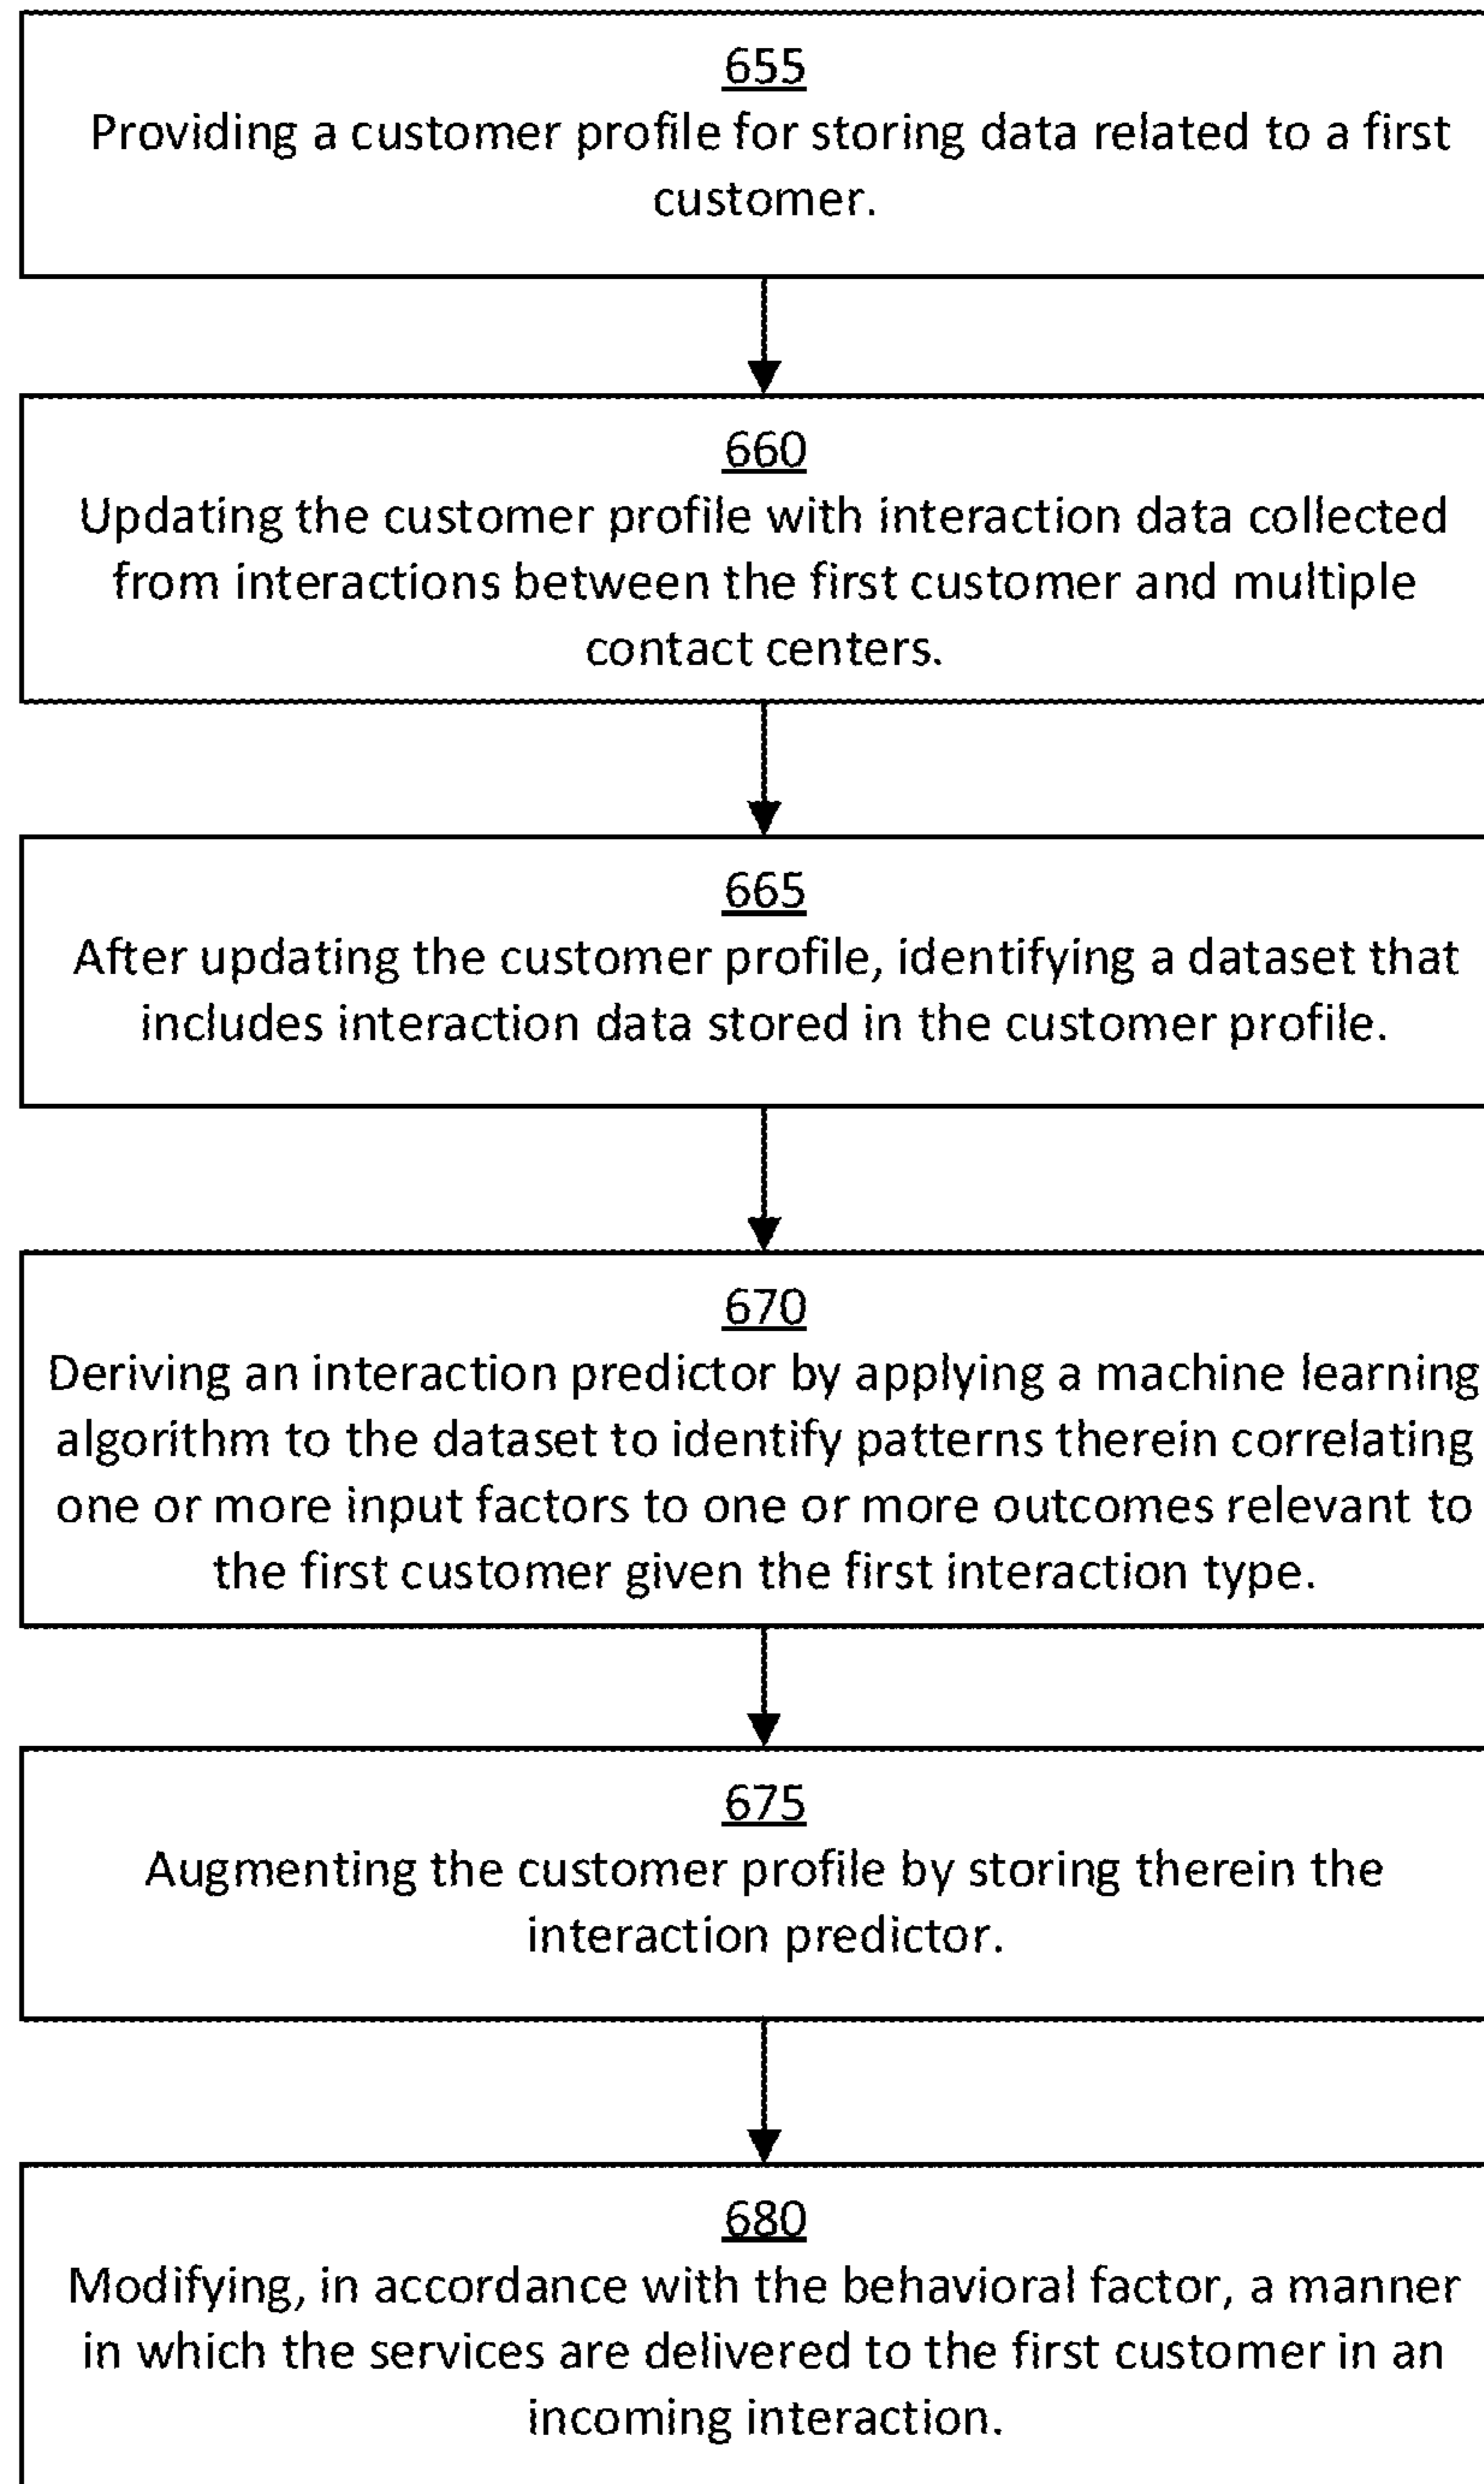 655
Providing a customer profile for storing data related to a first
customer.
660
Updating the customer profile with interaction data collected
from interactions between the first customer and multiple
contact centers.
665
After updating the customer profile, identifying a dataset that
includes interaction data stored in the customer profile.
670
Deriving an interaction predictor by applying a machine learning
algorithm to the dataset to identify patterns therein correlating
one or more input factors to one or more outcomes relevant to
the first customer given the first interaction type.
675
Augmenting the customer profile by storing therein the
interaction predictor.
680
Modifying, in accordance with the behavioral factor, a manner
in which the services are delivered to the first customer in an
incoming interaction.